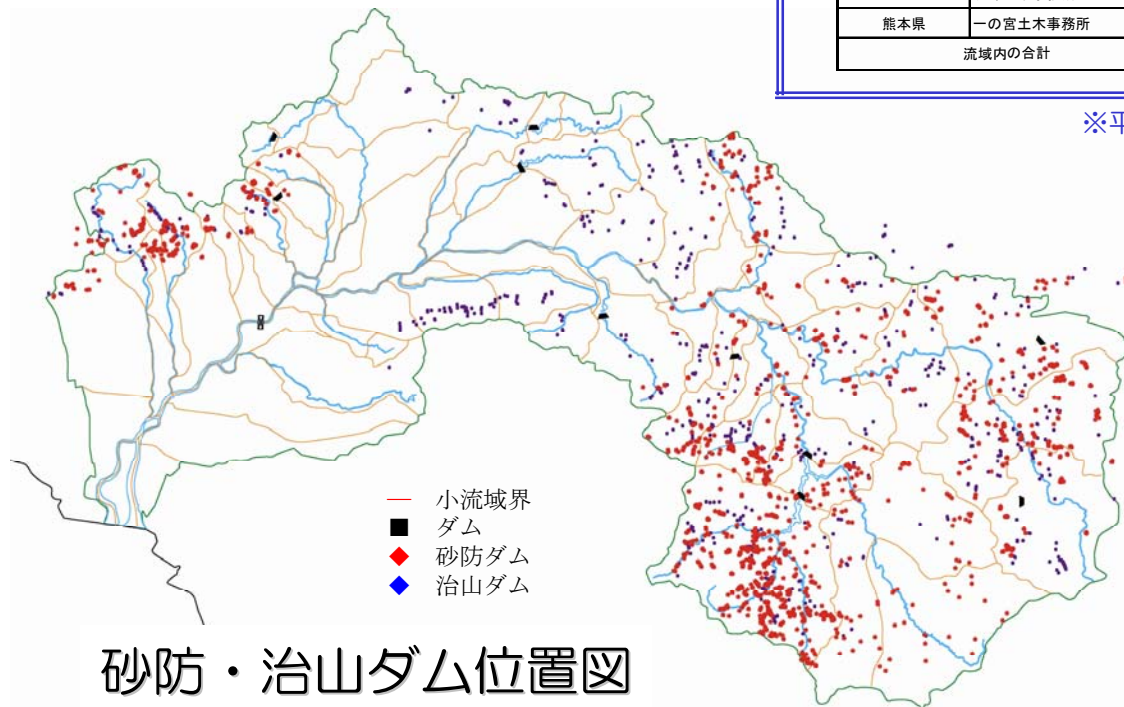 熊本県 一の宮土木事務所
流域内の合計
※平
小流域界
ダム
砂防ダム
治山ダム
砂防・治山ダム位置図